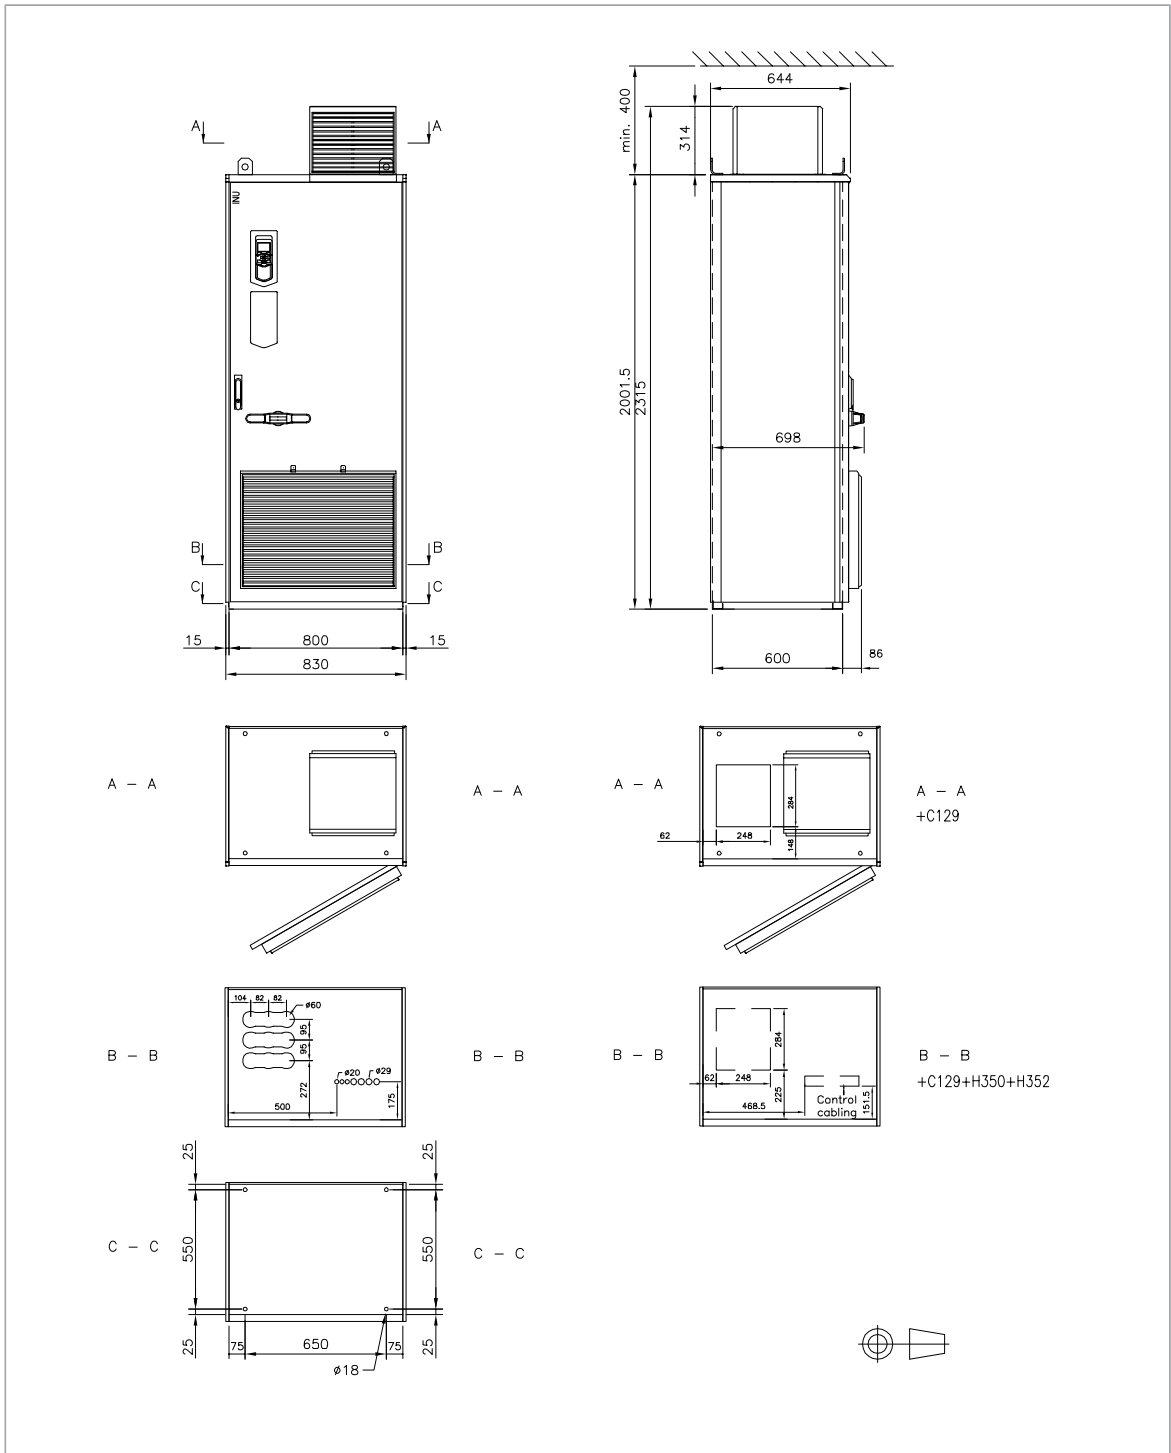 644
min. 400
314
A
A
INU
2001.5
2315
698
B
B
C
C
15
800
15
830
600
86
A – A
A – A
A – A
284
62
248
148
A – A
+C129
B – B
104
82
82
ø60
95
95
ø20
ø29
272
500
175
B – B
B – B
284
62
248
225
468.5
Control
cabling
151.5
B – B
+C129+H350+H352
25
25
C – C
550
550
C – C
25
75
650
75
25
ø18